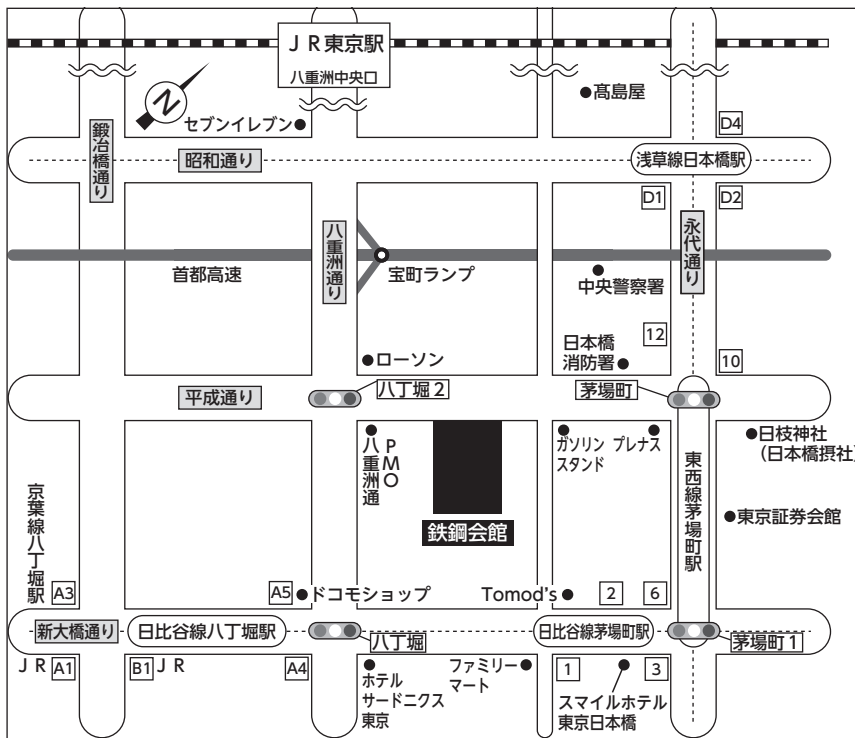 ＪＲ東京駅
八重洲中央口
N
髙島屋
セブンイレブン
D4
鍛冶橋通り
昭和通り
浅草線日本橋駅
D1
D2
八重洲通り
永代通り
首都高速
宝町ランプ
中央警察署
12
日本橋
消防署
10
ローソン
平成通り
八丁堀２
茅場町
PMO
八重洲通
ガソリン
スタンド
プレナス
日枝神社
（日本橋摂社）
東西線茅場町駅
鉄鋼会館
東京証券会館
京葉線八丁堀駅
A3
A5
ドコモショップ
Tomod's
2
6
新大橋通り
日比谷線八丁堀駅
八丁堀
日比谷線茅場町駅
茅場町１
ＪＲ
A1
B1
ＪＲ
A4
ホテル
サードニクス
東京
ファミリー
マート
1
3
スマイルホテル
東京日本橋